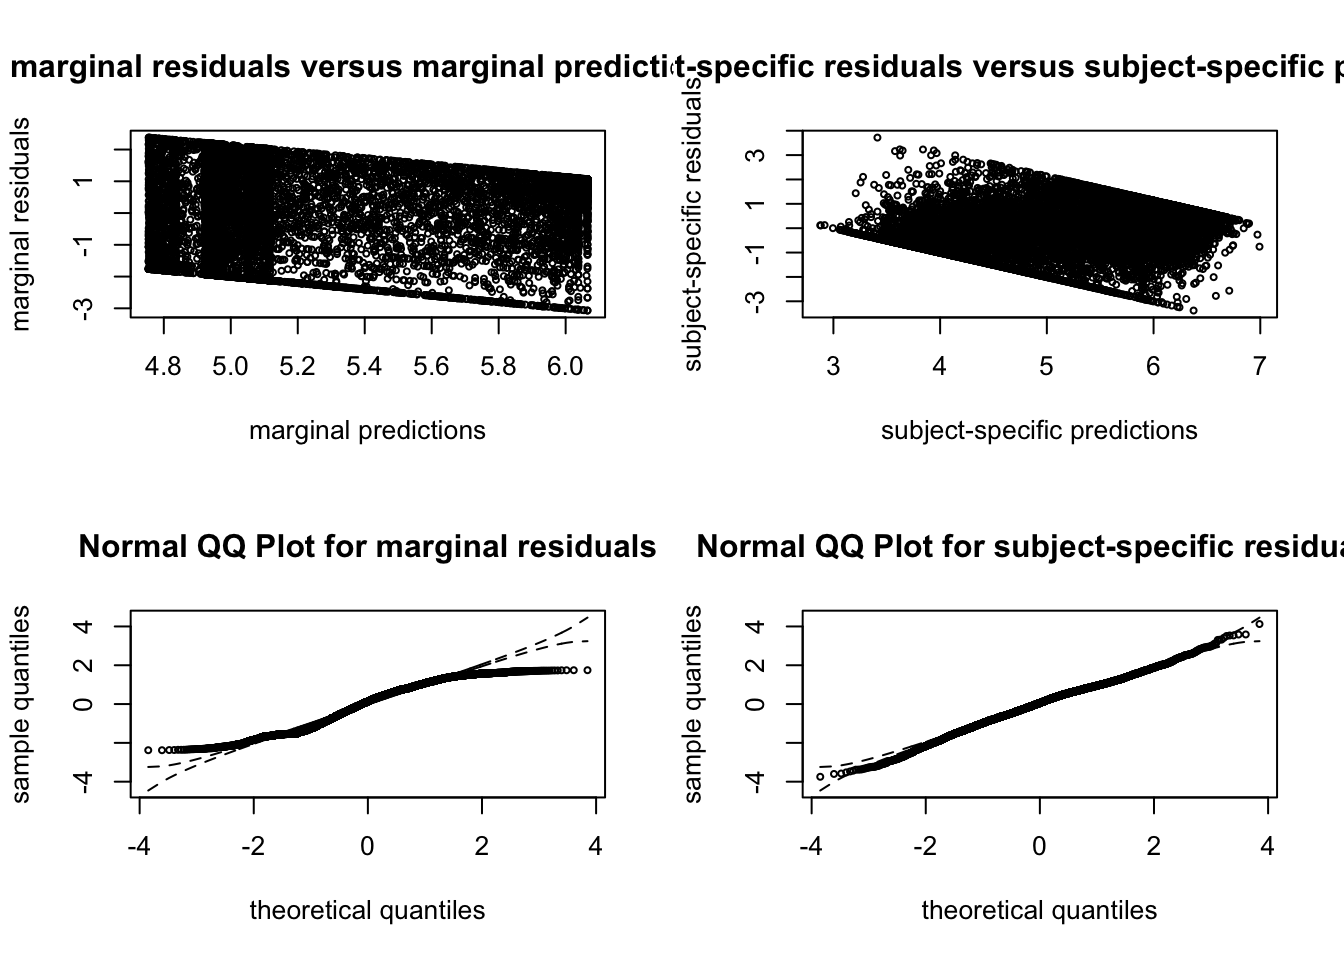 marginal residuals versus marginal predicti
t-specific residuals versus subject-specific p
marginal residuals
1
-1
-3
4.8 5.0 5.2 5.4 5.6 5.8 6.0
marginal predictions
subject-specific residuals
3
1
-1
-3
3 4 5 6 7
subject-specific predictions
Normal QQ Plot for marginal residuals
Normal QQ Plot for subject-specific residua
sample quantiles
4
2
0
-4
-4 -2 0 2 4
theoretical quantiles
sample quantiles
4
2
0
-4
-4 -2 0 2 4
theoretical quantiles